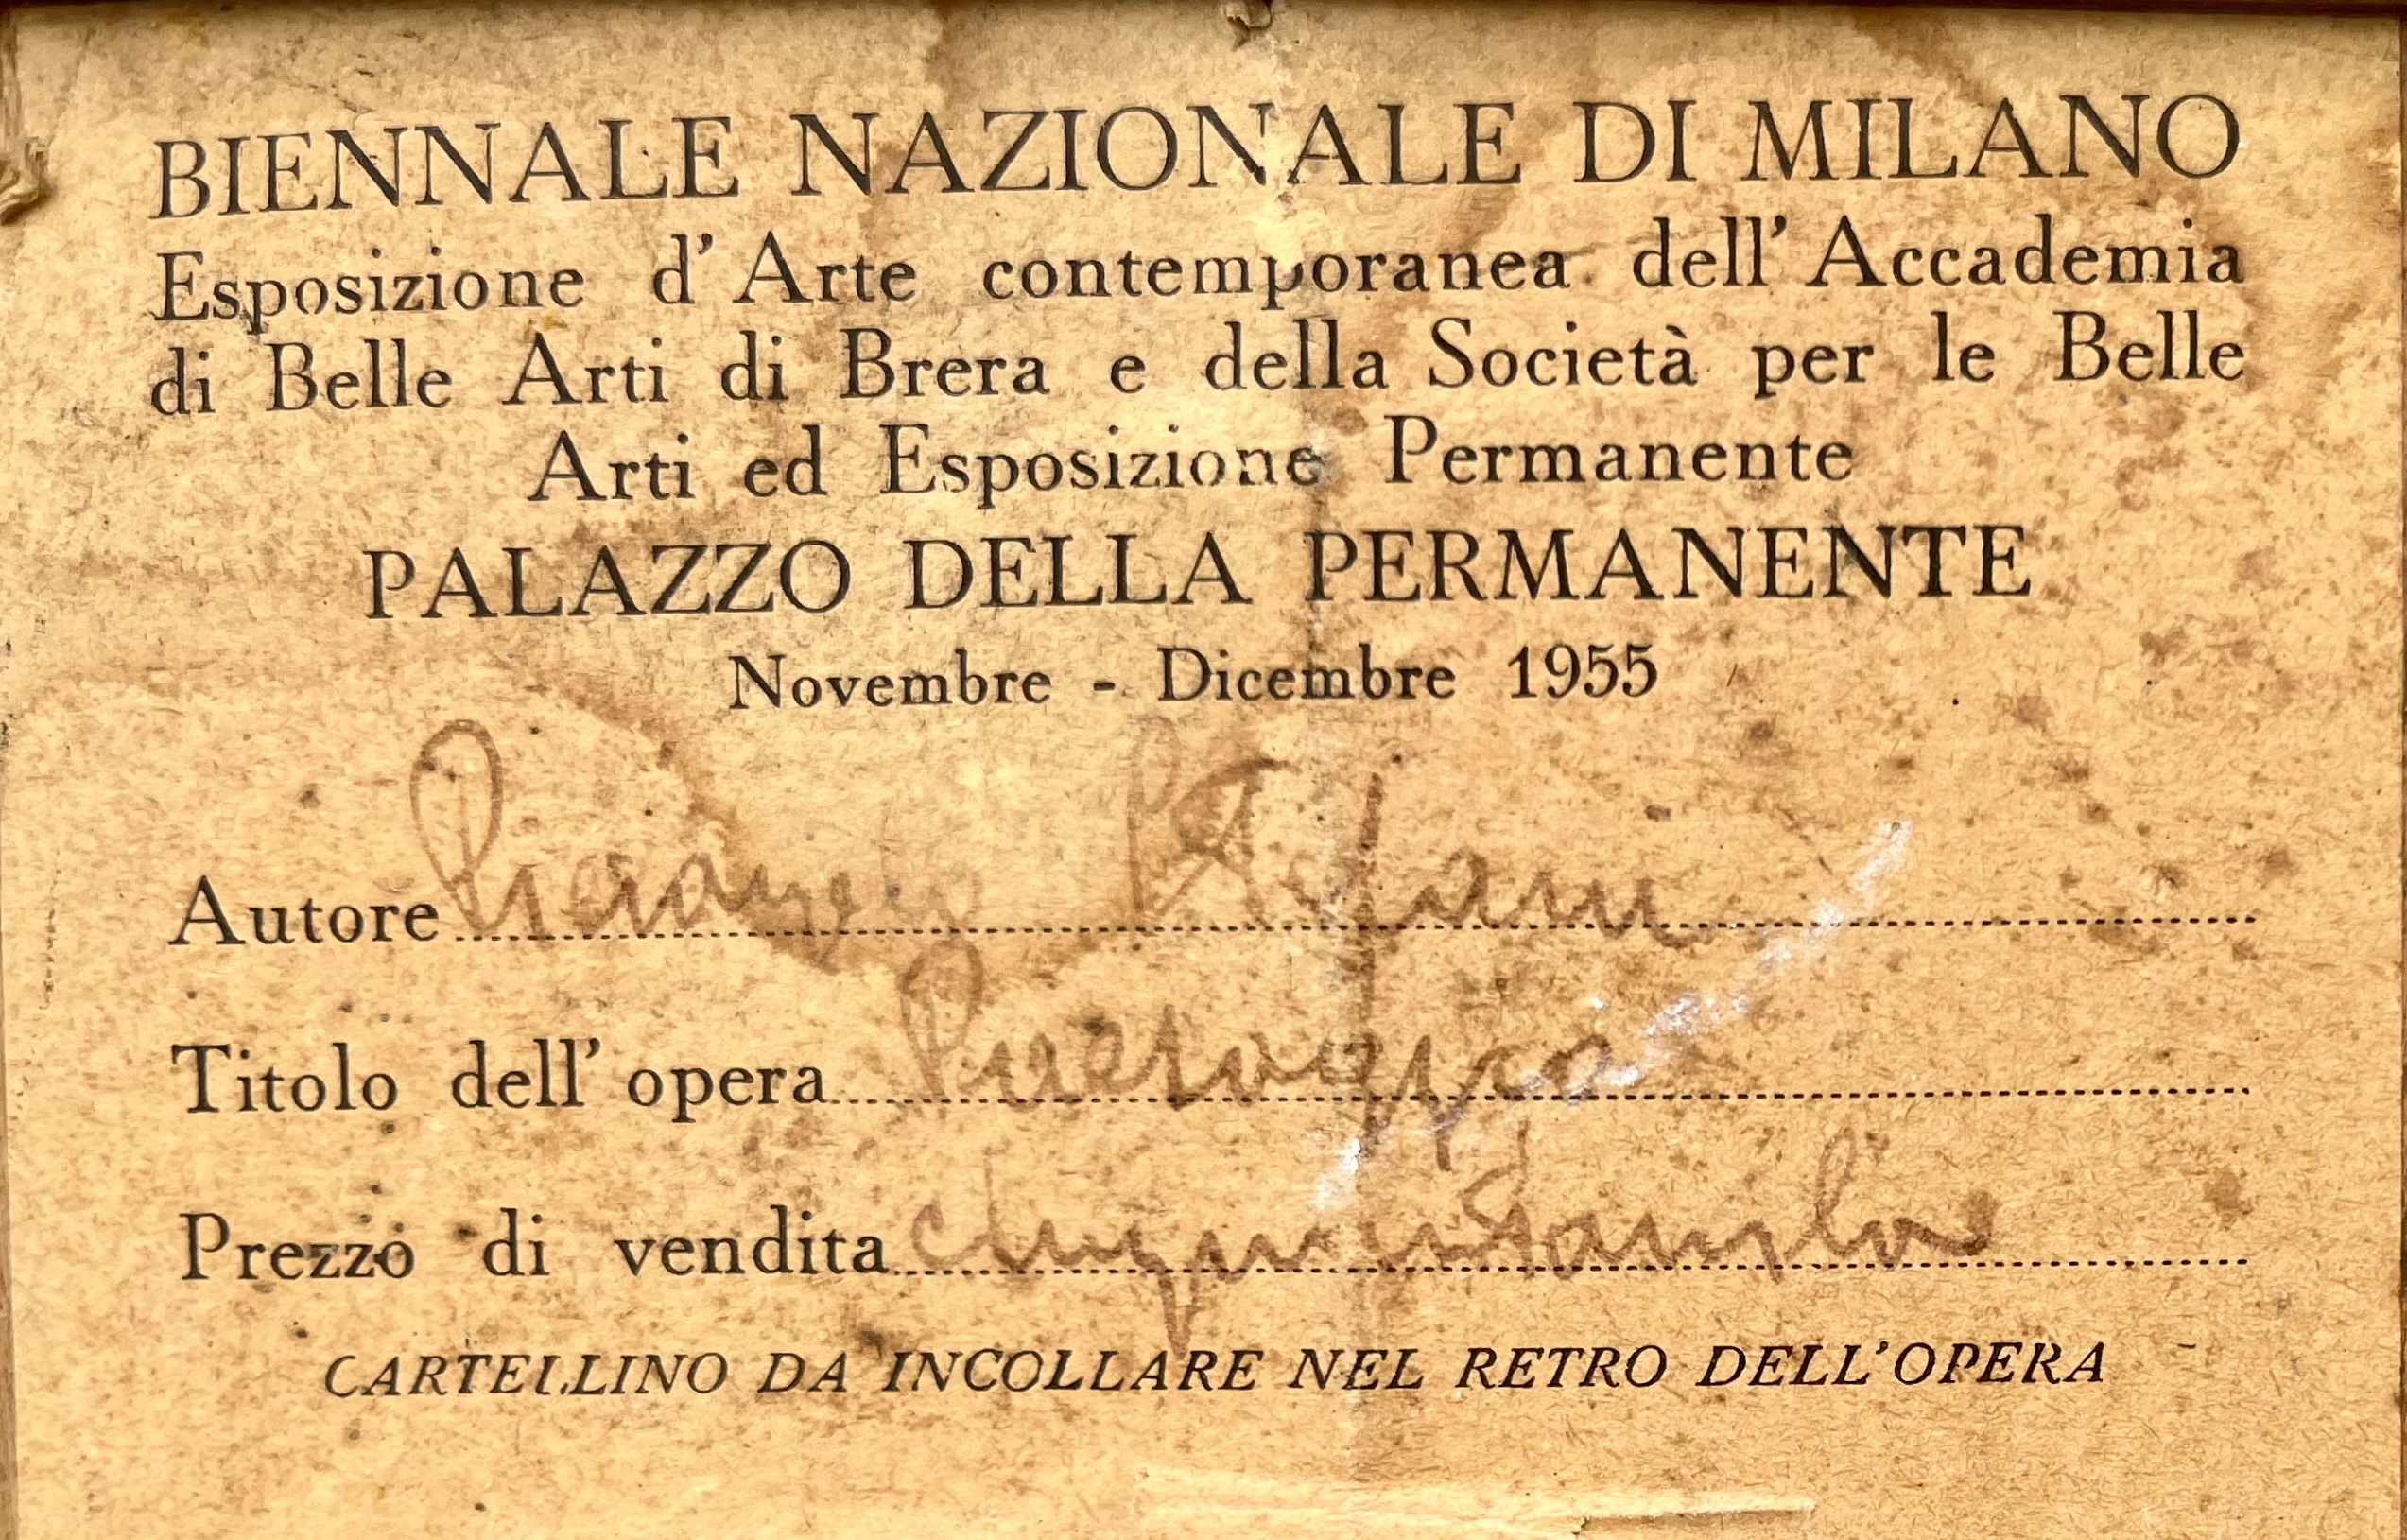 BIENNALE NAZIONALE DI MILANO
Esposizione d'Arte contemporanea dell'Accademia
di Belle Arti di Brera e della Società per le Belle
Arti ed Esposizione Permanente
PALAZZO DELLA PERMANENTE
Novembre - Dicembre 1955
Autore Pierangelo Stefani
Titolo dell'opera
Prezzo di vendita
CARTELLINO DA INCOLLARE NEL RETRO DELL'OPERA